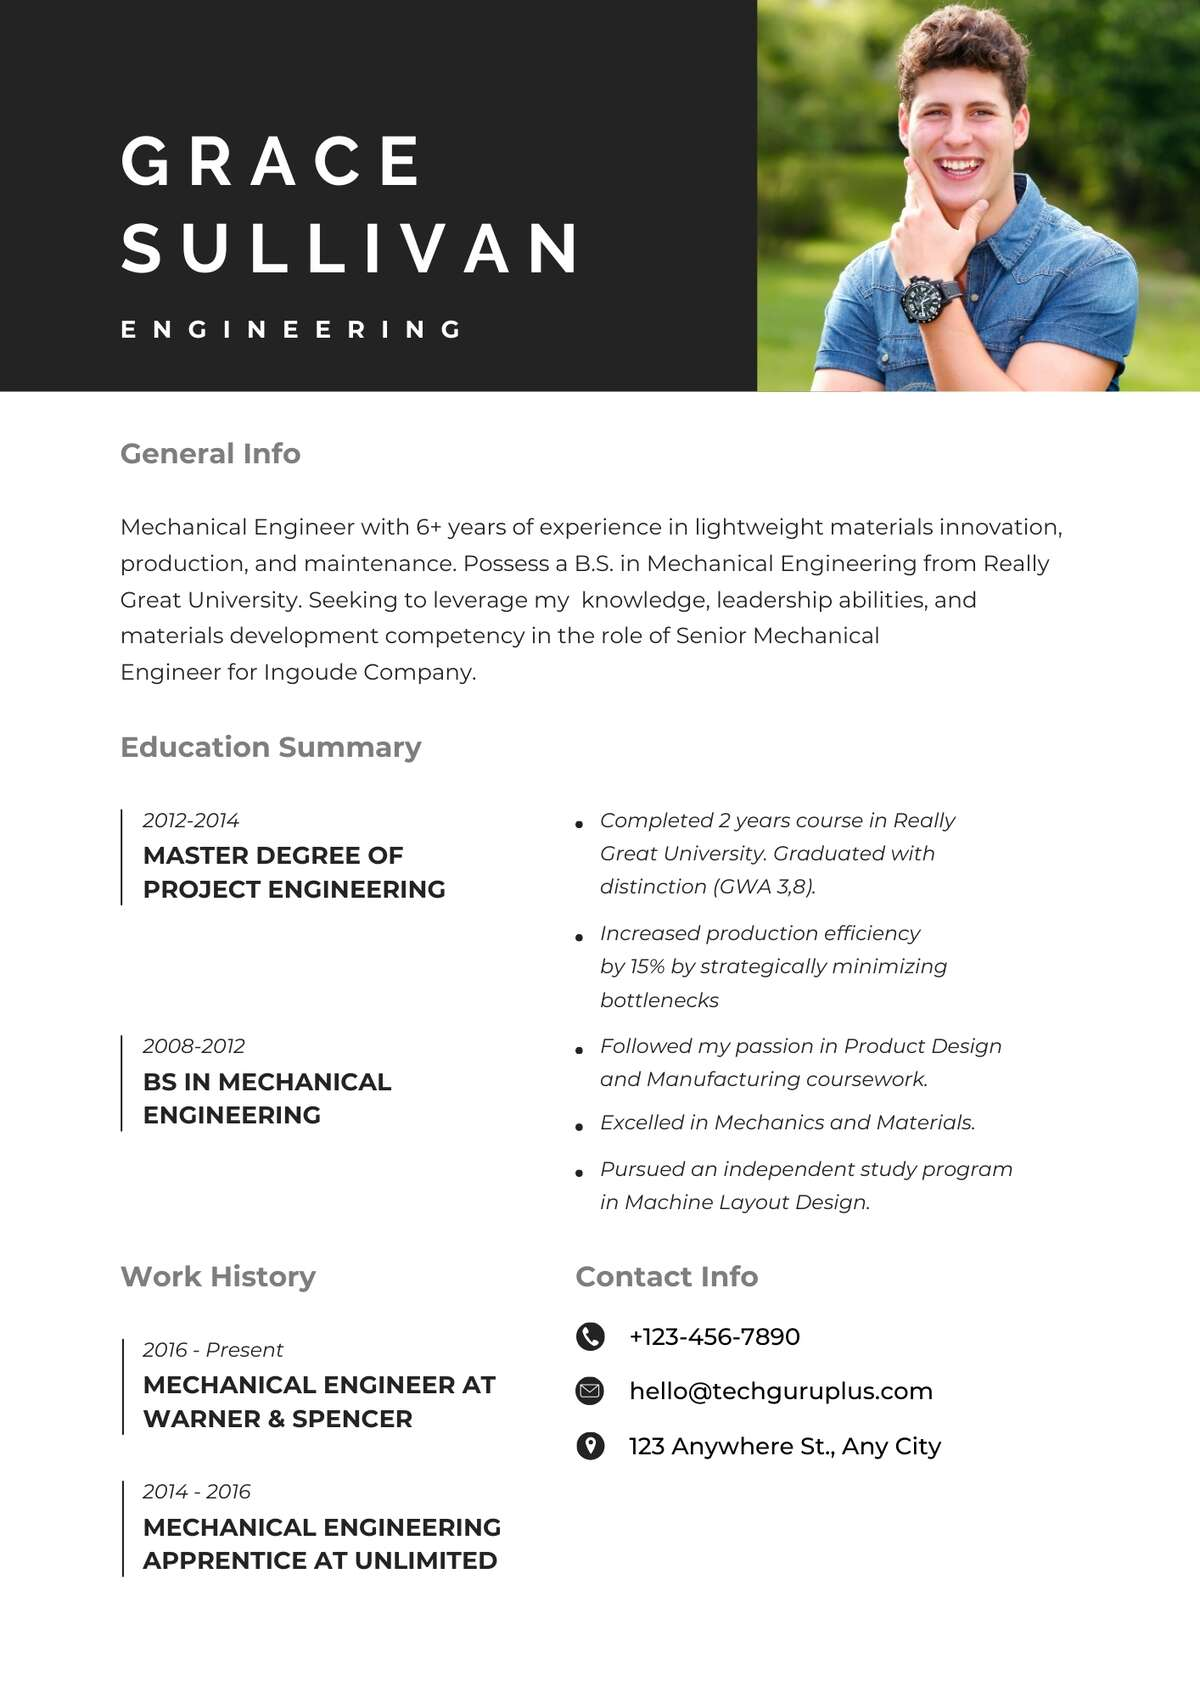 GRACE
SULLIVAN
ENGINEERING
General Info
Mechanical Engineer with 6+ years of experience in lightweight materials innovation,
production, and maintenance. Possess a B.S. in Mechanical Engineering from Really
Great University. Seeking to leverage my  knowledge, leadership abilities, and
materials development competency in the role of Senior Mechanical
Engineer for Ingoude Company.
Education Summary
2012-2014
MASTER DEGREE OF
PROJECT ENGINEERING
Completed 2 years course in Really
Great University. Graduated with
distinction (GWA 3,8).
Increased production efficiency
by 15% by strategically minimizing
bottlenecks
2008-2012
BS IN MECHANICAL
ENGINEERING
Followed my passion in Product Design
and Manufacturing coursework.
Excelled in Mechanics and Materials.
Pursued an independent study program
in Machine Layout Design.
Work History
2016 - Present
MECHANICAL ENGINEER AT
WARNER & SPENCER
2014 - 2016
MECHANICAL ENGINEERING
APPRENTICE AT UNLIMITED
Contact Info
+123-456-7890
hello@techguruplus.com
123 Anywhere St., Any City